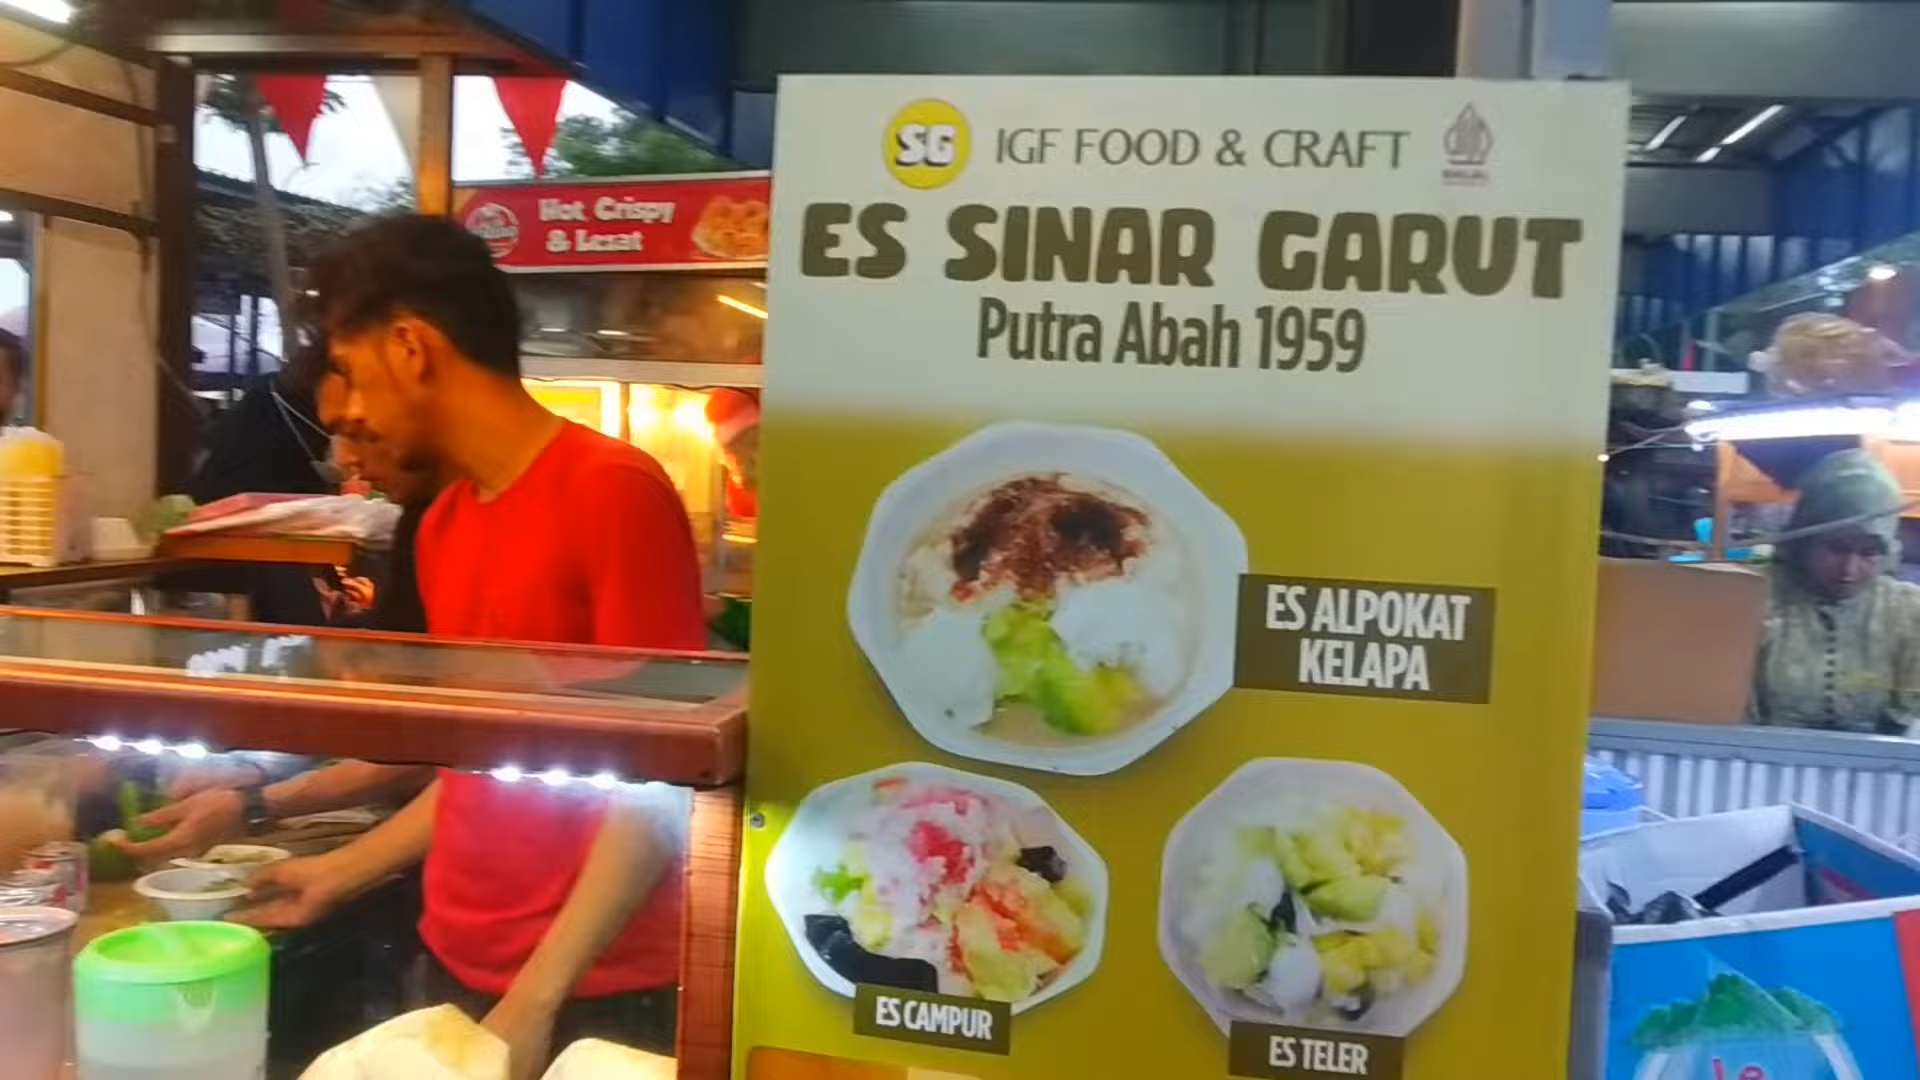 SG IGF FOOD & CRAFT
ES SINAR GARUT
Putra Abah 1959
Hot Crispy
& Lezat
ES ALPOKAT
KELAPA
ES CAMPUR
ES TELER